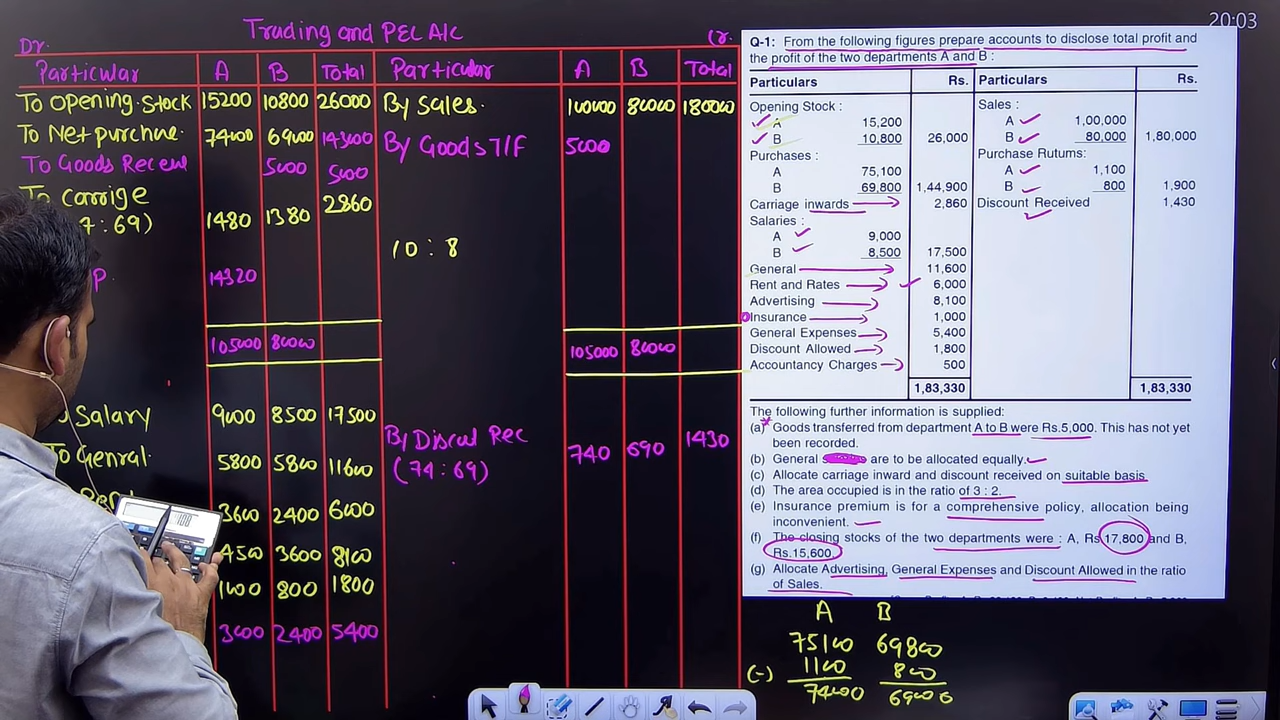 20:03
Trading and P&L A/c
Dr. Cr.
Particular A B Total Particular A B Total
To Opening Stock 15200 10800 26000 By Sales. 100000 80000 180000
To Net purchase 74000 69000 143000 By Goods T/F 5000
To Goods Receive 5000 5000
To carrige 2860
7:69) 1480 1380
10 : 8
P. 14320
105000 80000 105000 80000
Salary 9000 8500 17500
By Discut Rec 740 690 1430
To Genral 5800 5800 11600
(74:69)
3600 2400 6000
4500 3600 8100
1000 800 1800
3000 2400 5400
Q-1: From the following figures prepare accounts to disclose total profit and
the profit of the two departments A and B :
Particulars Rs. Particulars Rs.
Opening Stock : Sales :
A 15,200 A 1,00,000
B 10,800 26,000 B 80,000 1,80,000
Purchases : Purchase Ruturns:
A 75,100 A 1,100
B 69,800 1,44,900 B 800 1,900
Carriage inwards 2,860 Discount Received 1,430
Salaries :
A 9,000
B 8,500 17,500
General 11,600
Rent and Rates 6,000
Advertising 8,100
Insurance 1,000
General Expenses 5,400
Discount Allowed 1,800
Accountancy Charges 500
1,83,330 1,83,330
The following further information is supplied:
(a) Goods transferred from department A to B were Rs.5,000. This has not yet
been recorded.
(b) General are to be allocated equally.
(c) Allocate carriage inward and discount received on suitable basis.
(d) The area occupied is in the ratio of 3 : 2.
(e) Insurance premium is for a comprehensive policy, allocation being
inconvenient.
(f) The closing stocks of the two departments were : A, Rs 17,800 and B,
Rs.15,600.
(g) Allocate Advertising, General Expenses and Discount Allowed in the ratio
of Sales.
A B
75100 69800
(-) 1100 800
74000 69000